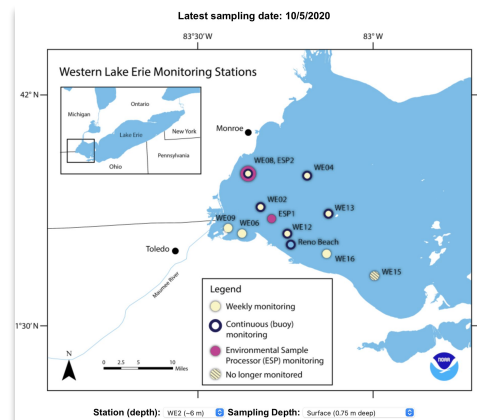 Latest sampling date: 10/5/2020
83°30'W
83°W
Western Lake Erie Monitoring Stations
42° N
Michigan
Ontario
Lake Erie
New York
Pennsylvania
Ohio
Monroe
WE08, ESP2
WE04
WE02
ESP1
WE13
WE09
WE06
WE12
Reno Beach
WE16
WE15
Toledo
Maumee River
Legend
Weekly monitoring
Continuous (buoy)
monitoring
Environmental Sample
Processor (ESP) monitoring
No longer monitored
41°30'N
N
0 2.5 5 10
Miles
NOAA
Station (depth): WE2 (~6 m) Sampling Depth: Surface (0.75 m deep)